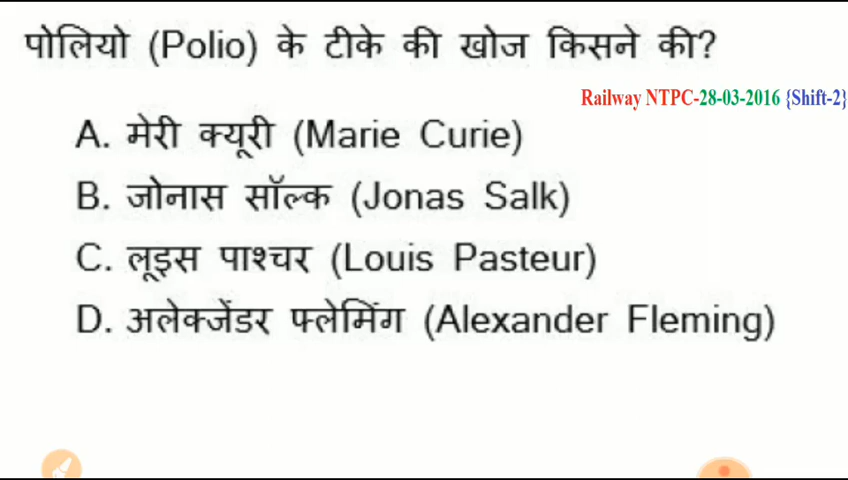 पोलियो (Polio) के टीके की खोज किसने की?
Railway NTPC-28-03-2016 {Shift-2}
A. मेरी क्यूरी (Marie Curie)
B. जोनास सॉल्क (Jonas Salk)
C. लूइस पाश्चर (Louis Pasteur)
D. अलेक्जेंडर फ्लेमिंग (Alexander Fleming)